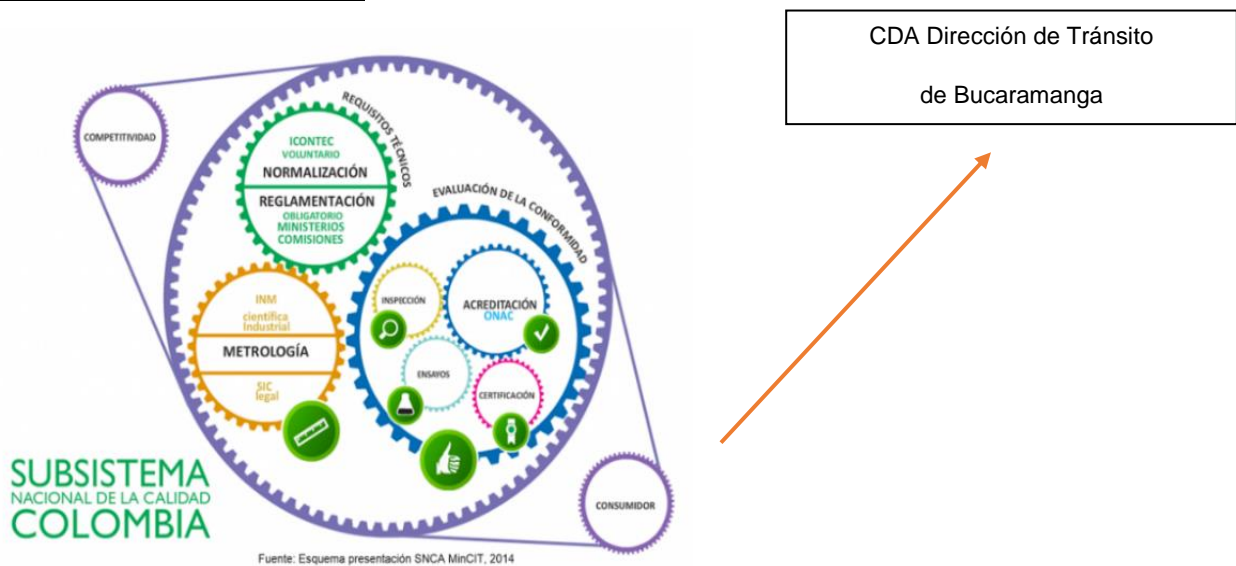 CDA Dirección de Tránsito
de Bucaramanga
COMPETITIVIDAD
REQUISITOS TÉCNICOS
ICONTEC
VOLUNTARIO
NORMALIZACIÓN
REGLAMENTACIÓN
OBLIGATORIO
MINISTERIOS
COMISIONES
EVALUACIÓN DE LA CONFORMIDAD
INSPECCIÓN
ACREDITACIÓN
ONAC
ENSAYOS
CERTIFICACIÓN
INM
científica
Industrial
METROLOGÍA
SIC
legal
SUBSISTEMA
NACIONAL DE LA CALIDAD
COLOMBIA
CONSUMIDOR
Fuente: Esquema presentación SNCA MinCIT, 2014